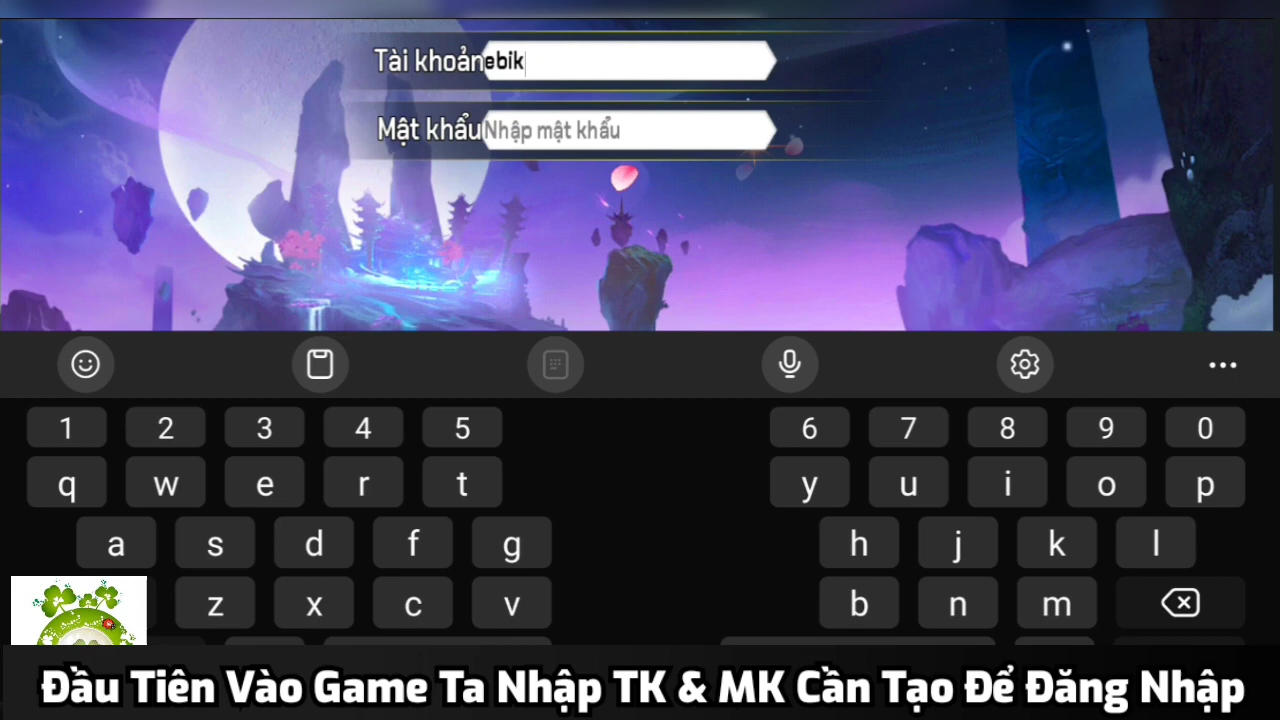 Tài khoản ebik
Mật khẩu Nhập mật khẩu
1 2 3 4 5 6 7 8 9 0
q w e r t y u i o p
a s d f g h j k l
z x c v b n m
Đầu Tiên Vào Game Ta Nhập TK & MK Cần Tạo Để Đăng Nhập